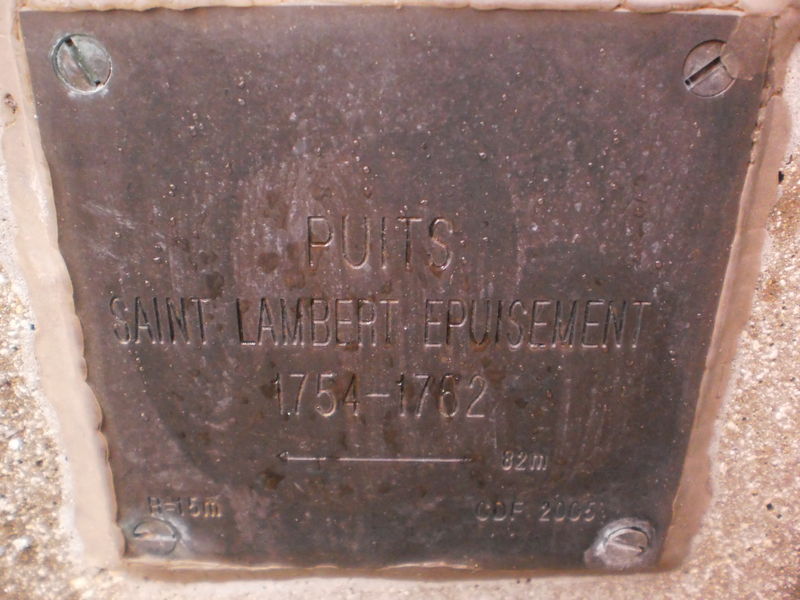 PUITS
SAINT LAMBERT EPUISEMENT
1754-1762
82m
R=15m CDF 2005